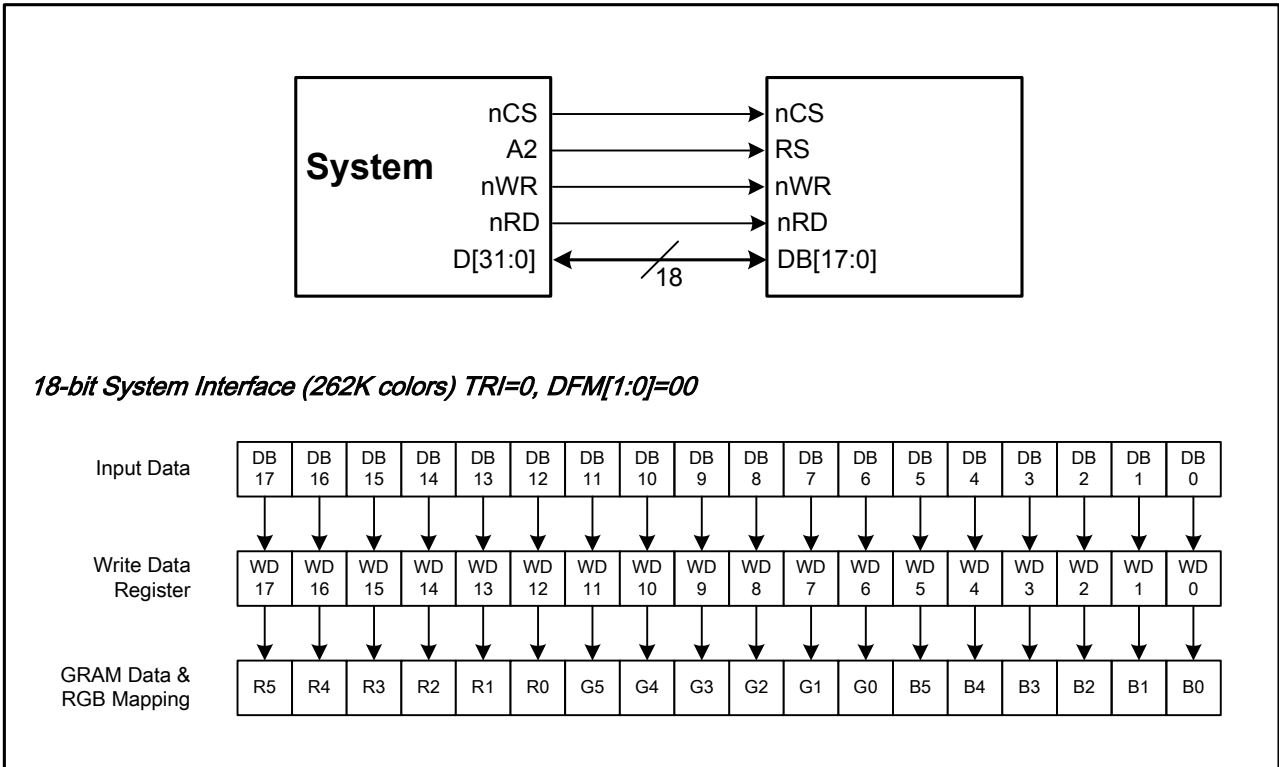 nCS nCS
System A2 RS
nWR nWR
nRD nRD
D[31:0] 18 DB[17:0]
18-bit System Interface (262K colors) TRI=0, DFM[1:0]=00
Input Data
DB 17 DB 16 DB 15 DB 14 DB 13 DB 12 DB 11 DB 10 DB 9 DB 8 DB 7 DB 6 DB 5 DB 4 DB 3 DB 2 DB 1 DB 0
Write Data
Register
WD 17 WD 16 WD 15 WD 14 WD 13 WD 12 WD 11 WD 10 WD 9 WD 8 WD 7 WD 6 WD 5 WD 4 WD 3 WD 2 WD 1 WD 0
GRAM Data &
RGB Mapping
R5 R4 R3 R2 R1 R0 G5 G4 G3 G2 G1 G0 B5 B4 B3 B2 B1 B0